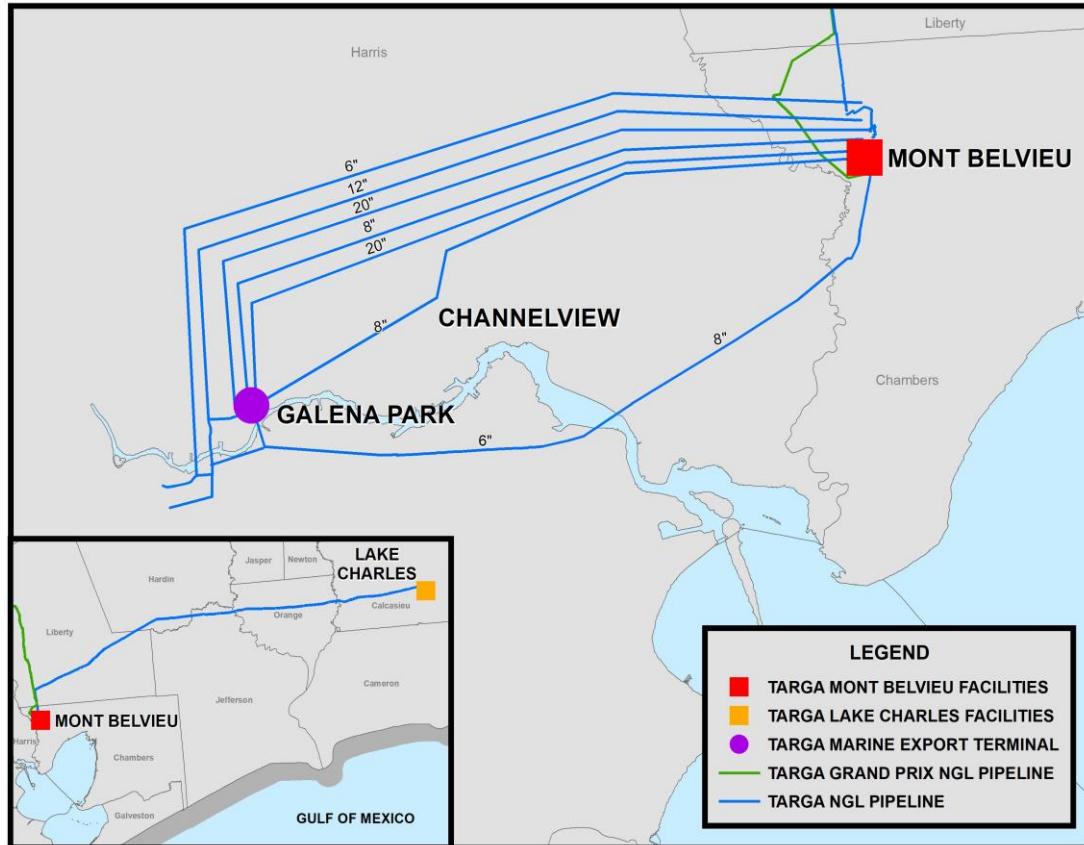 Liberty
Harris
MONT BELVIEU
6"
12"
20"
8"
20"
8"
CHANNELVIEW
8"
Chambers
GALENA PARK
6"
LAKE
CHARLES
Jasper
Newton
Hardin
Calcasieu
Orange
Liberty
Jefferson
Cameron
MONT BELVIEU
Harris
Chambers
Galveston
GULF OF MEXICO
LEGEND
TARGA MONT BELVIEU FACILITIES
TARGA LAKE CHARLES FACILITIES
TARGA MARINE EXPORT TERMINAL
TARGA GRAND PRIX NGL PIPELINE
TARGA NGL PIPELINE